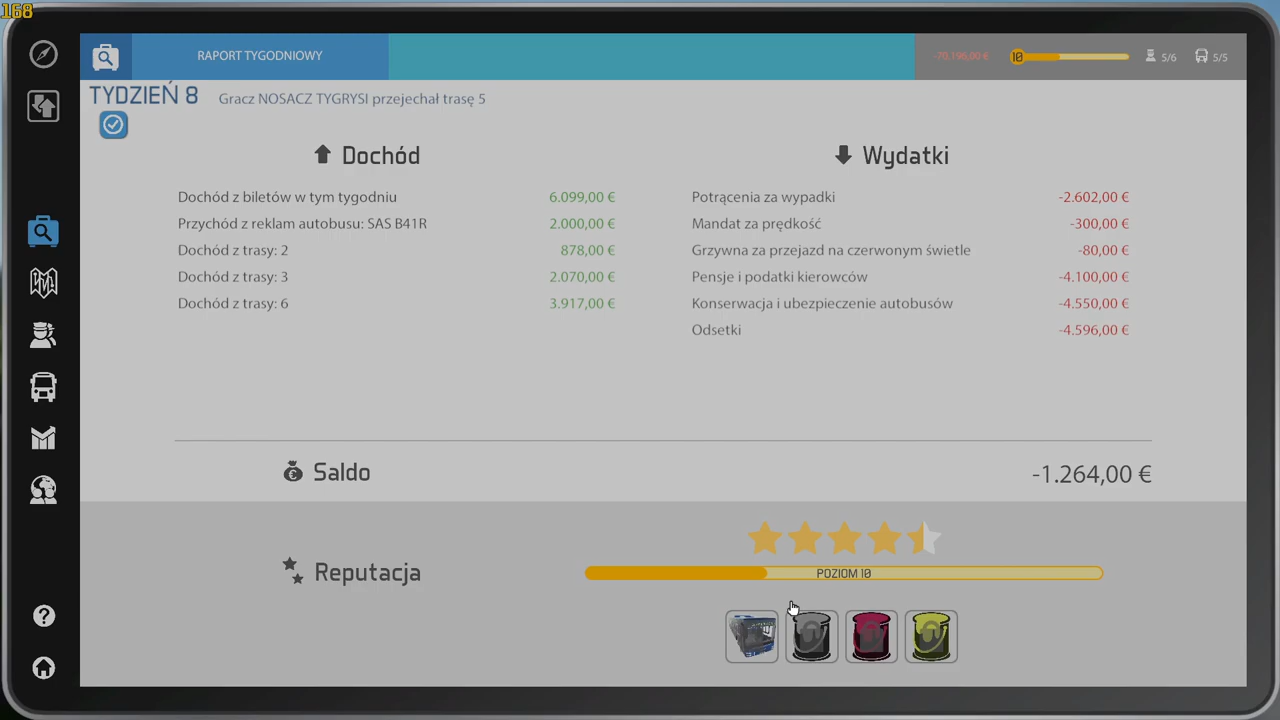 168
RAPORT TYGODNIOWY
-70.196,00 €
10
5/6
5/5
TYDZIEŃ 8
Gracz NOSACZ TYGRYSI przejechał trasę 5
Dochód
Dochód z biletów w tym tygodniu 6.099,00 €
Przychód z reklam autobusu: SAS B41R 2.000,00 €
Dochód z trasy: 2 878,00 €
Dochód z trasy: 3 2.070,00 €
Dochód z trasy: 6 3.917,00 €
Wydatki
Potrącenia za wypadki -2.602,00 €
Mandat za prędkość -300,00 €
Grzywna za przejazd na czerwonym świetle -80,00 €
Pensje i podatki kierowców -4.100,00 €
Konserwacja i ubezpieczenie autobusów -4.550,00 €
Odsetki -4.596,00 €
Saldo -1.264,00 €
Reputacja
POZIOM 10